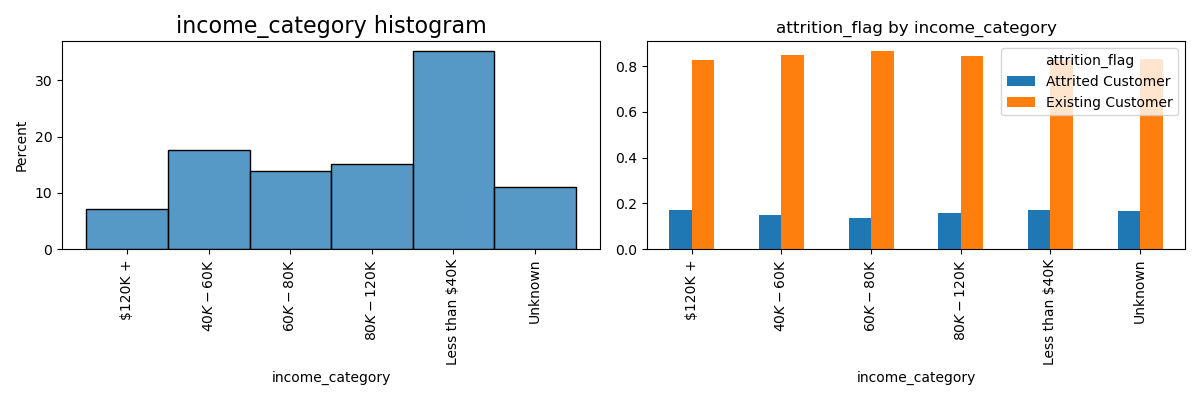 income_category histogram
Percent
30
20
10
0
$120K +
40K − 60K
60K − 80K
80K − 120K
Less than $40K
Unknown
income_category
attrition_flag by income_category
0.8
0.6
0.4
0.2
0.0
attrition_flag
Attrited Customer
Existing Customer
$120K +
40K − 60K
60K − 80K
80K − 120K
Less than $40K
Unknown
income_category